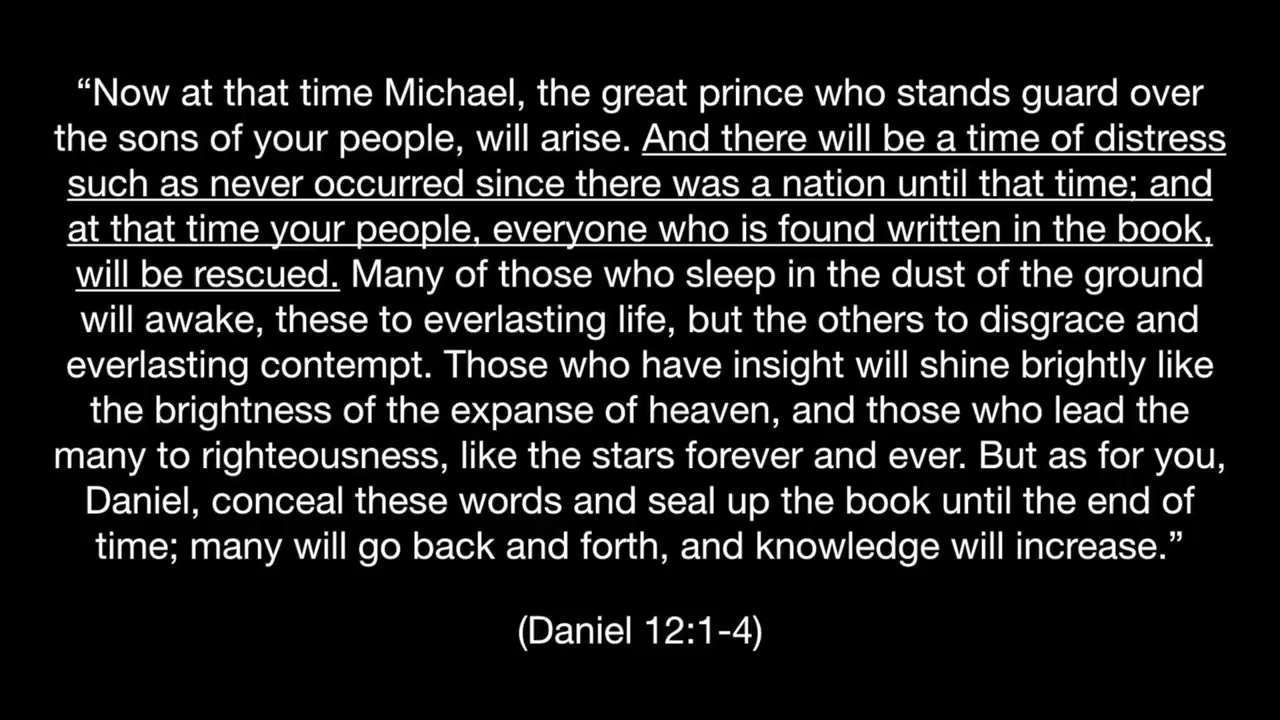 “Now at that time Michael, the great prince who stands guard over
the sons of your people, will arise. And there will be a time of distress
such as never occurred since there was a nation until that time; and
at that time your people, everyone who is found written in the book,
will be rescued. Many of those who sleep in the dust of the ground
will awake, these to everlasting life, but the others to disgrace and
everlasting contempt. Those who have insight will shine brightly like
the brightness of the expanse of heaven, and those who lead the
many to righteousness, like the stars forever and ever. But as for you,
Daniel, conceal these words and seal up the book until the end of
time; many will go back and forth, and knowledge will increase.”
(Daniel 12:1-4)